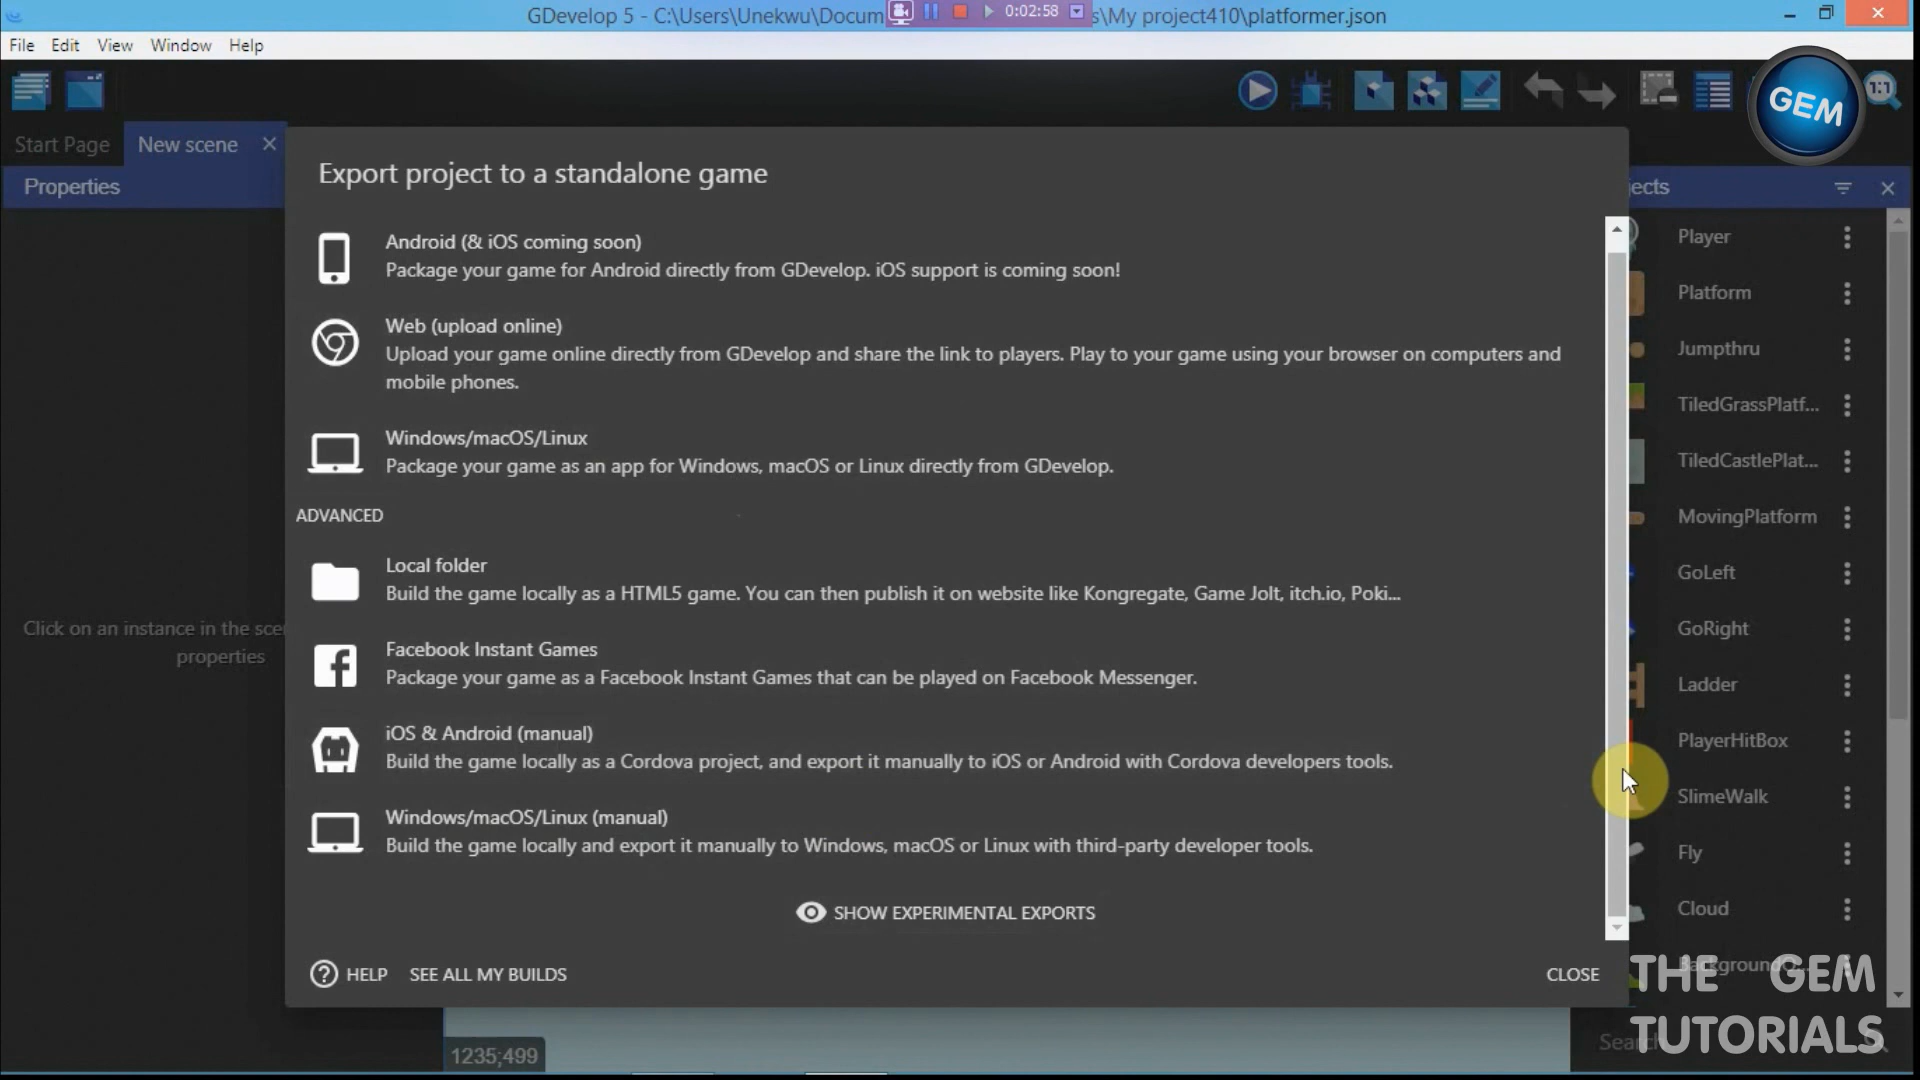 GDevelop 5 - C:\Users\Unekwu\Docum
0:02:58
s\My project410\platformer.json
File Edit View Window Help
1:1
GEM
Start Page
New scene
Properties
jects
Export project to a standalone game
Android (& iOS coming soon)
Package your game for Android directly from GDevelop. iOS support is coming soon!
Web (upload online)
Upload your game online directly from GDevelop and share the link to players. Play to your game using your browser on computers and
mobile phones.
Windows/macOS/Linux
Package your game as an app for Windows, macOS or Linux directly from GDevelop.
ADVANCED
Local folder
Build the game locally as a HTML5 game. You can then publish it on website like Kongregate, Game Jolt, itch.io, Poki...
Facebook Instant Games
Package your game as a Facebook Instant Games that can be played on Facebook Messenger.
iOS & Android (manual)
Build the game locally as a Cordova project, and export it manually to iOS or Android with Cordova developers tools.
Windows/macOS/Linux (manual)
Build the game locally and export it manually to Windows, macOS or Linux with third-party developer tools.
SHOW EXPERIMENTAL EXPORTS
HELP
SEE ALL MY BUILDS
CLOSE
Click on an instance in the sce
properties
Player
Platform
Jumpthru
TiledGrassPlatf...
TiledCastlePlat...
MovingPlatform
GoLeft
GoRight
Ladder
PlayerHitBox
SlimeWalk
Fly
Cloud
BackgroundO...
Search
THE GEM
TUTORIALS
1235;499